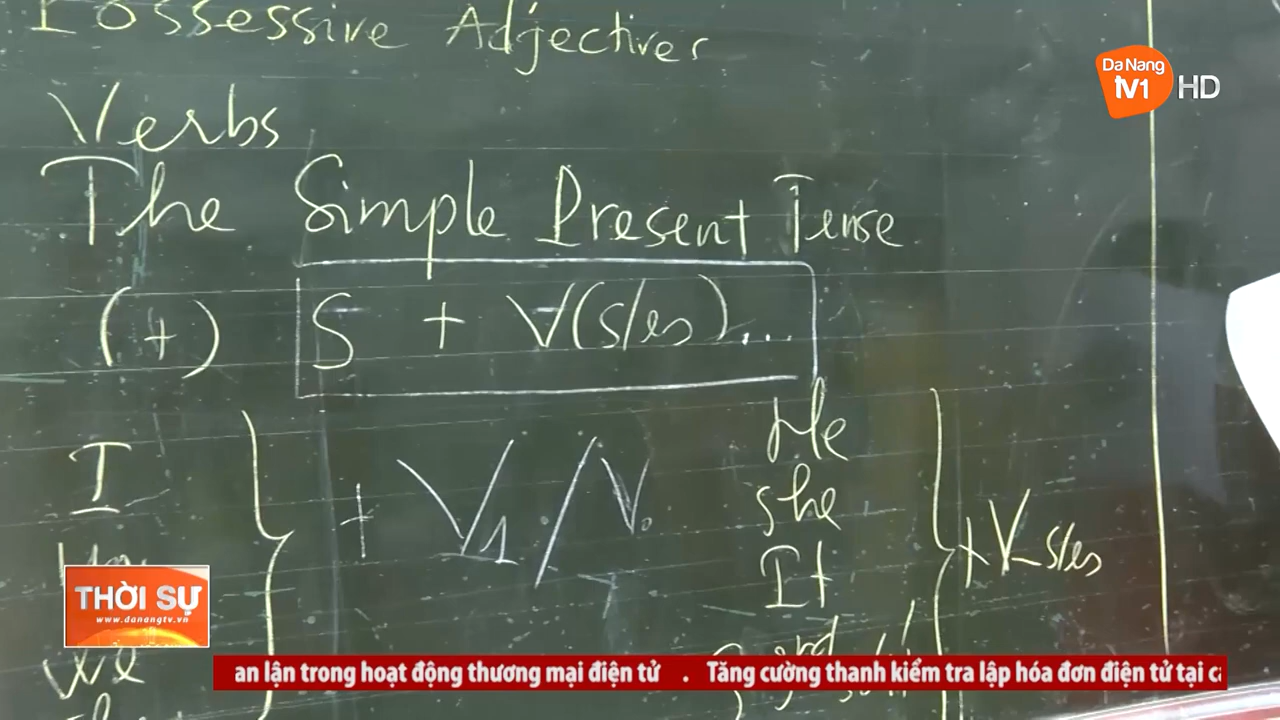 Possessive Adjectives
Da Nang
TV1 HD
Verbs
The Simple Present Tense
(+) S + V(s/es)...
I
+ V1/V.
He
she
It
+ V_s/es
We
THỜI SỰ
www.danangtv.vn
an lận trong hoạt động thương mại điện tử . Tăng cường thanh kiểm tra lập hóa đơn điện tử tại